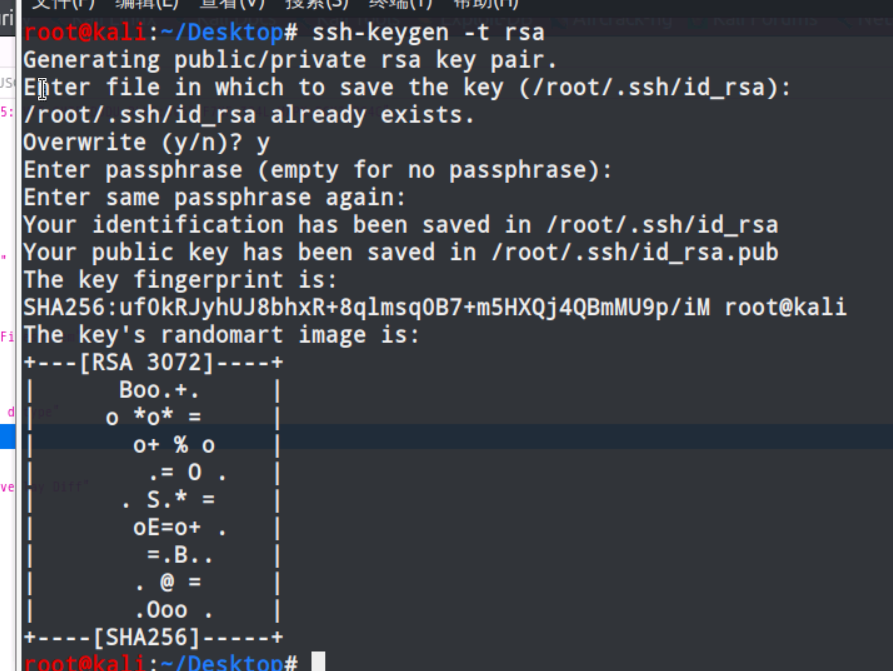 文件(F) 编辑(E) 查看(V) 搜索(S) 终端(T) 帮助(H)
root@kali:~/Desktop# ssh-keygen -t rsa
Generating public/private rsa key pair.
Enter file in which to save the key (/root/.ssh/id_rsa):
/root/.ssh/id_rsa already exists.
Overwrite (y/n)? y
Enter passphrase (empty for no passphrase):
Enter same passphrase again:
Your identification has been saved in /root/.ssh/id_rsa
Your public key has been saved in /root/.ssh/id_rsa.pub
The key fingerprint is:
SHA256:uf0kRJyhUJ8bhxR+8qlmsq0B7+m5HXQj4QBmMU9p/iM root@kali
The key's randomart image is:
+---[RSA 3072]----+
|      Boo.+.     |
|     o *o* =     |
|       o+ % o    |
|        .= O .   |
|      . S.* =    |
|       oE=o+ .   |
|        =.B..    |
|       . @ =     |
|       .Ooo .    |
+----[SHA256]-----+
root@kali:~/Desktop#